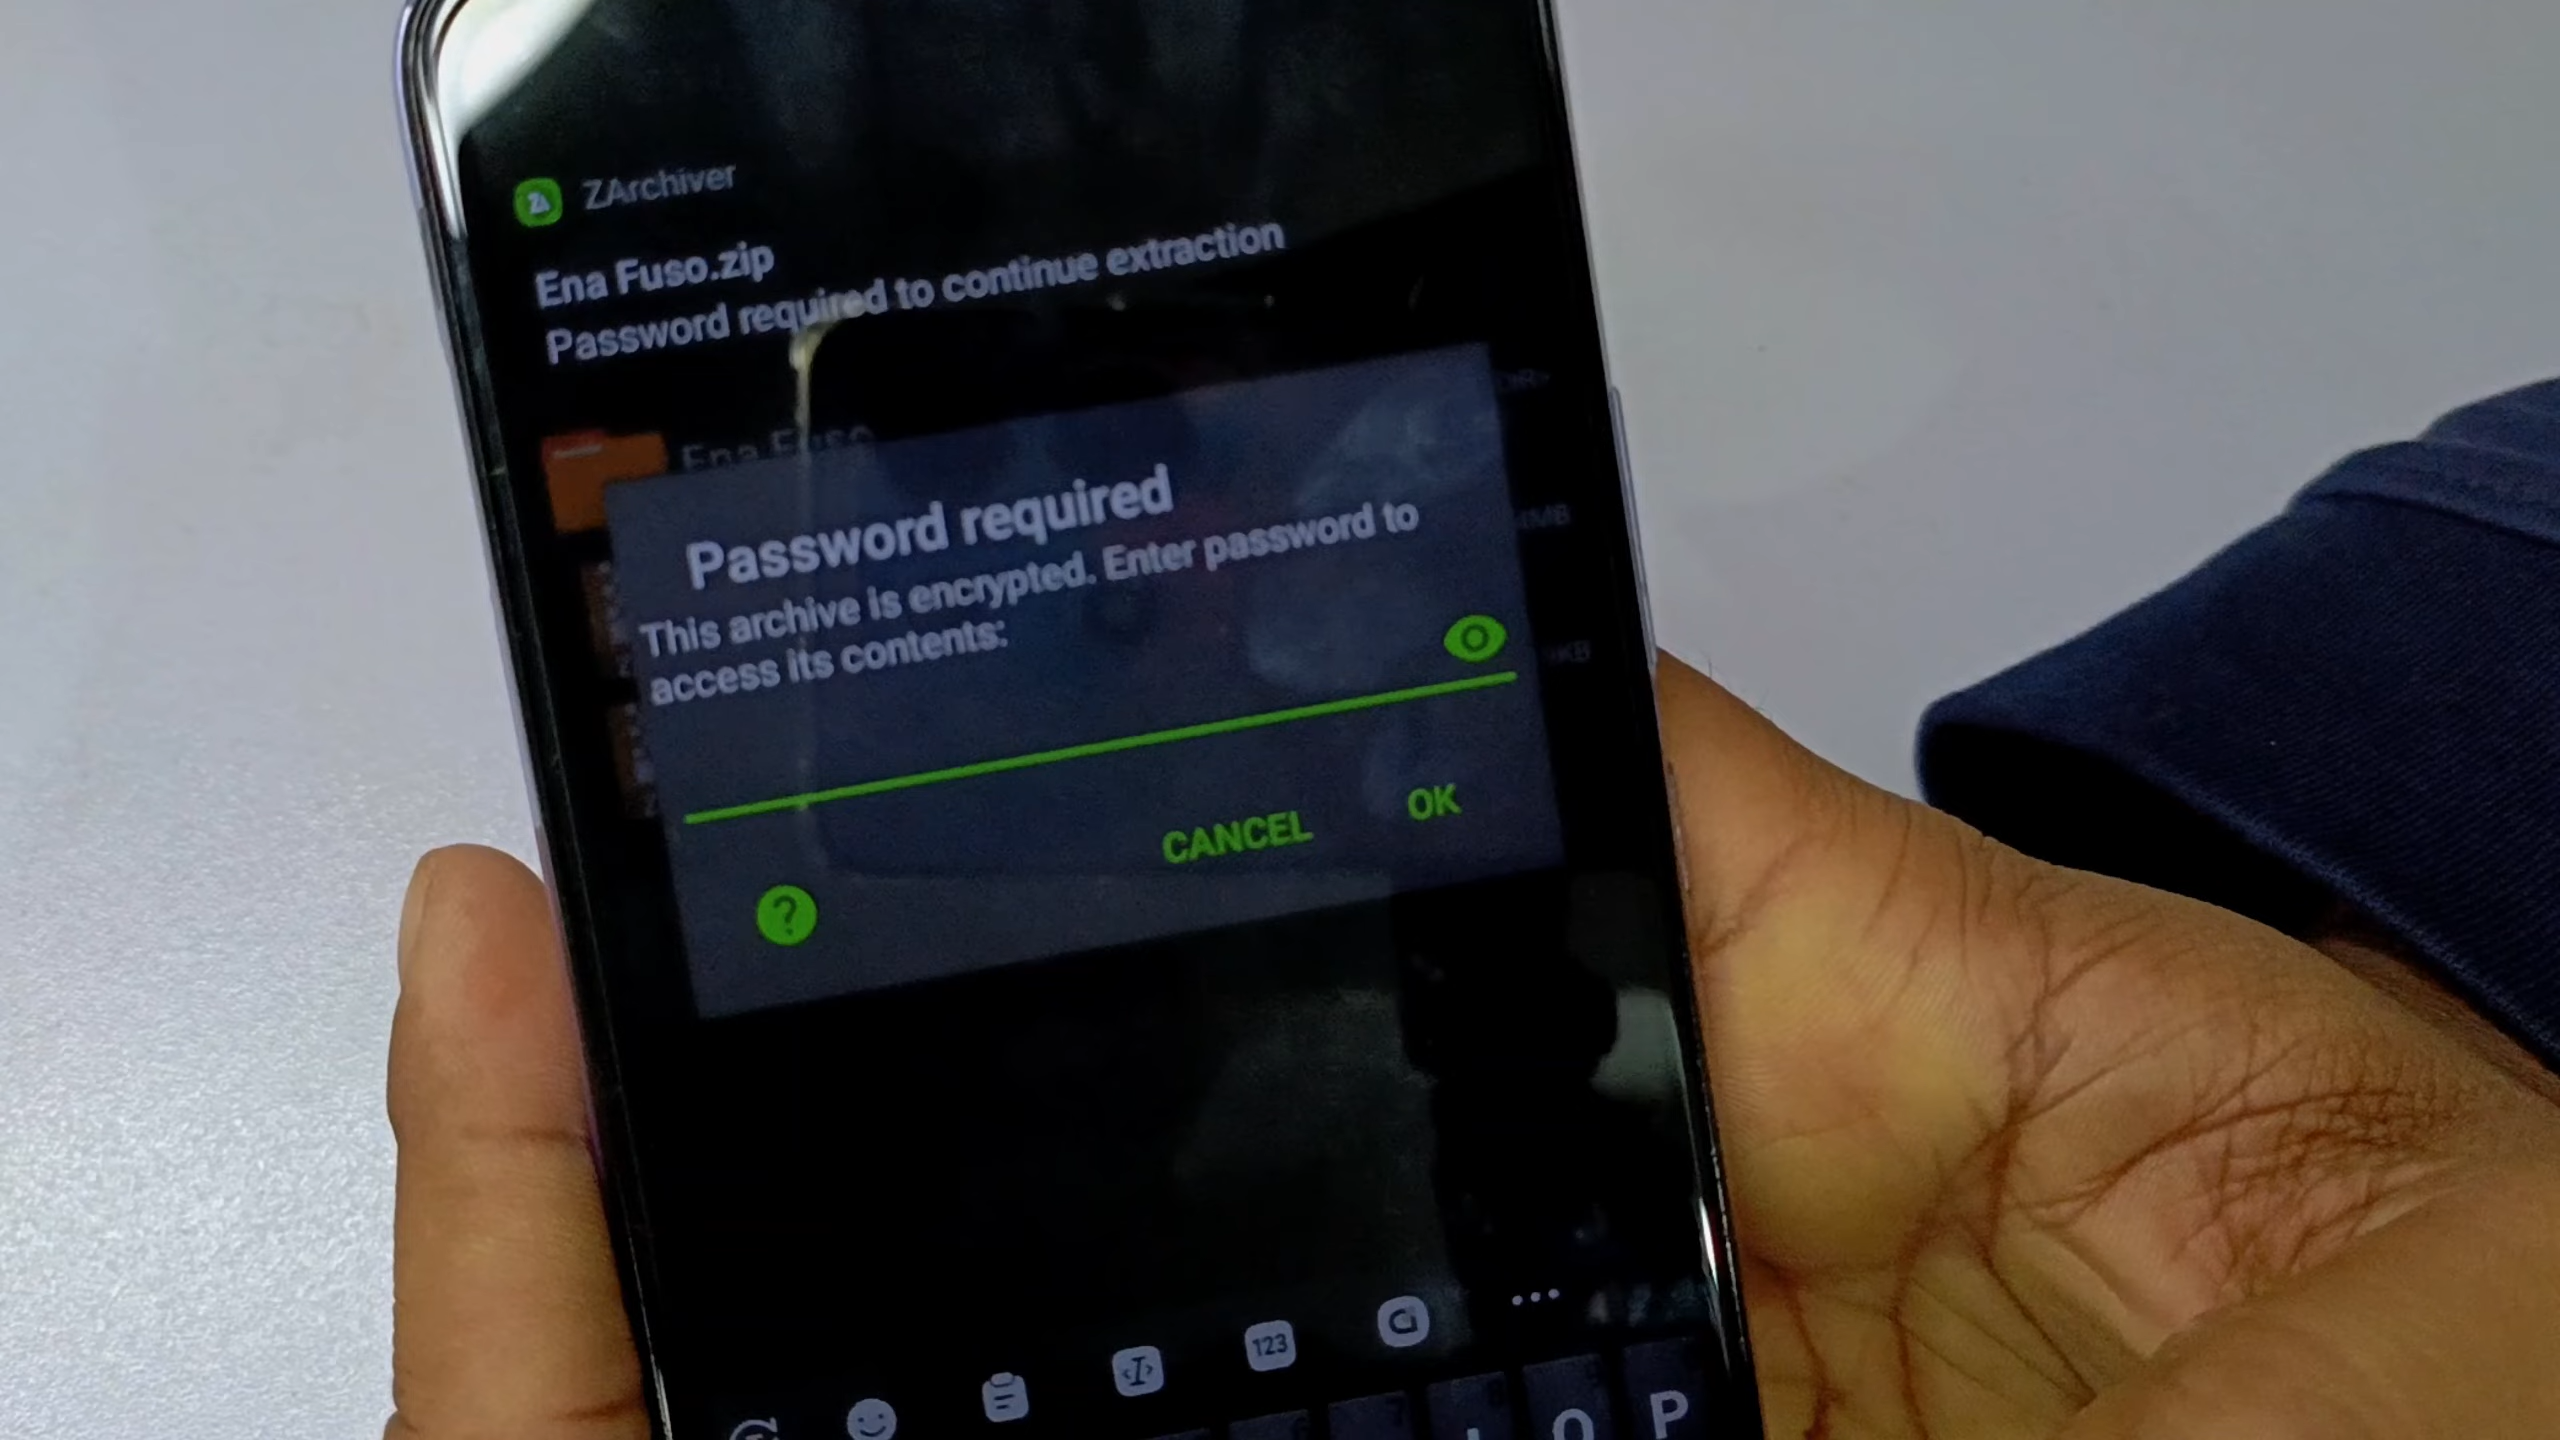 ZArchiver
Ena Fuso.zip
Password required to continue extraction
Ena Fuso
Password required
This archive is encrypted. Enter password to
access its contents:
CANCEL
OK
?
123
O P